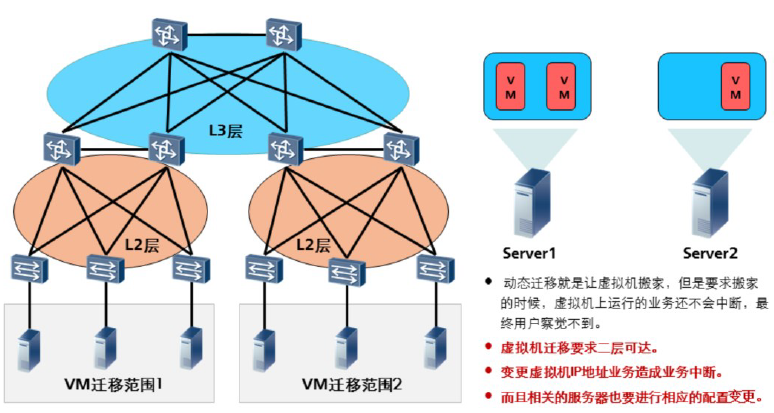 L3层
L2层
L2层
VM迁移范围1
VM迁移范围2
V
M
V
M
V
M
Server1
Server2
● 动态迁移就是让虚拟机搬家，但是要求搬家
的时候，虚拟机上运行的业务还不会中断，最
终用户察觉不到。
● 虚拟机迁移要求二层可达。
● 变更虚拟机IP地址业务造成业务中断。
● 而且相关的服务器也要进行相应的配置变更。